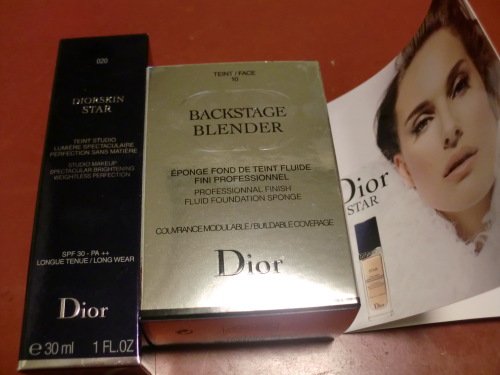 020
DIORSKIN
STAR
TEINT STUDIO
LUMIÈRE SPECTACULAIRE
PERFECTION SANS MATIÈRE
STUDIO MAKEUP
SPECTACULAR BRIGHTENING
WEIGHTLESS PERFECTION
SPF 30 - PA ++
LONGUE TENUE / LONG WEAR
Dior
e 30 ml 1 FL.OZ
TEINT / FACE
10
BACKSTAGE
BLENDER
ÉPONGE FOND DE TEINT FLUIDE
FINI PROFESSIONNEL
PROFESSIONNAL FINISH
FLUID FOUNDATION SPONGE
COUVRANCE MODULABLE / BUILDABLE COVERAGE
Dior
Dior
STAR